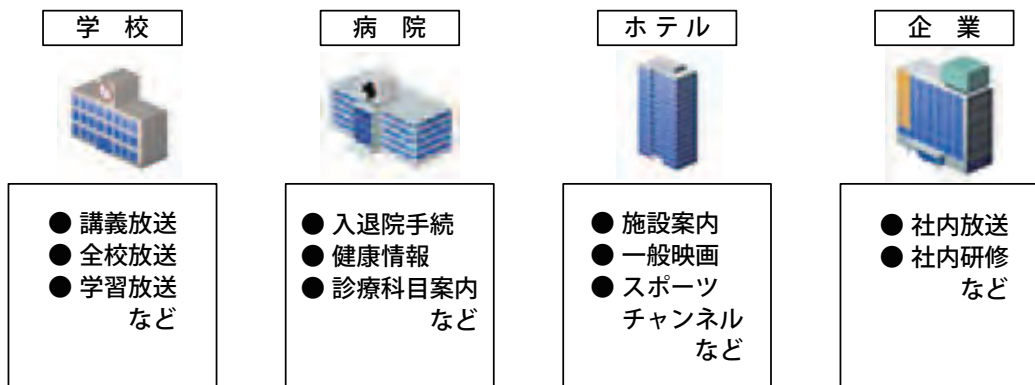 学 校
● 講義放送
● 全校放送
● 学習放送
など
病 院
● 入退院手続
● 健康情報
● 診療科目案内
など
ホ テ ル
● 施設案内
● 一般映画
● スポーツ
チャンネル
など
企 業
● 社内放送
● 社内研修
など